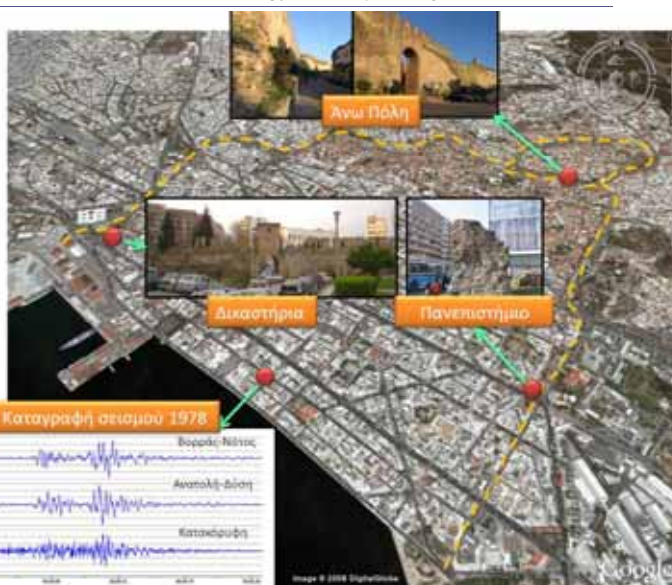 Άνω Πόλη
Δικαστήρια
Πανεπιστήμιο
Καταγραφή σεισμού 1978
Βορράς-Νότος
Ανατολή-Δύση
Κατακόρυφη
Image © 2008 DigitalGlobe
Google